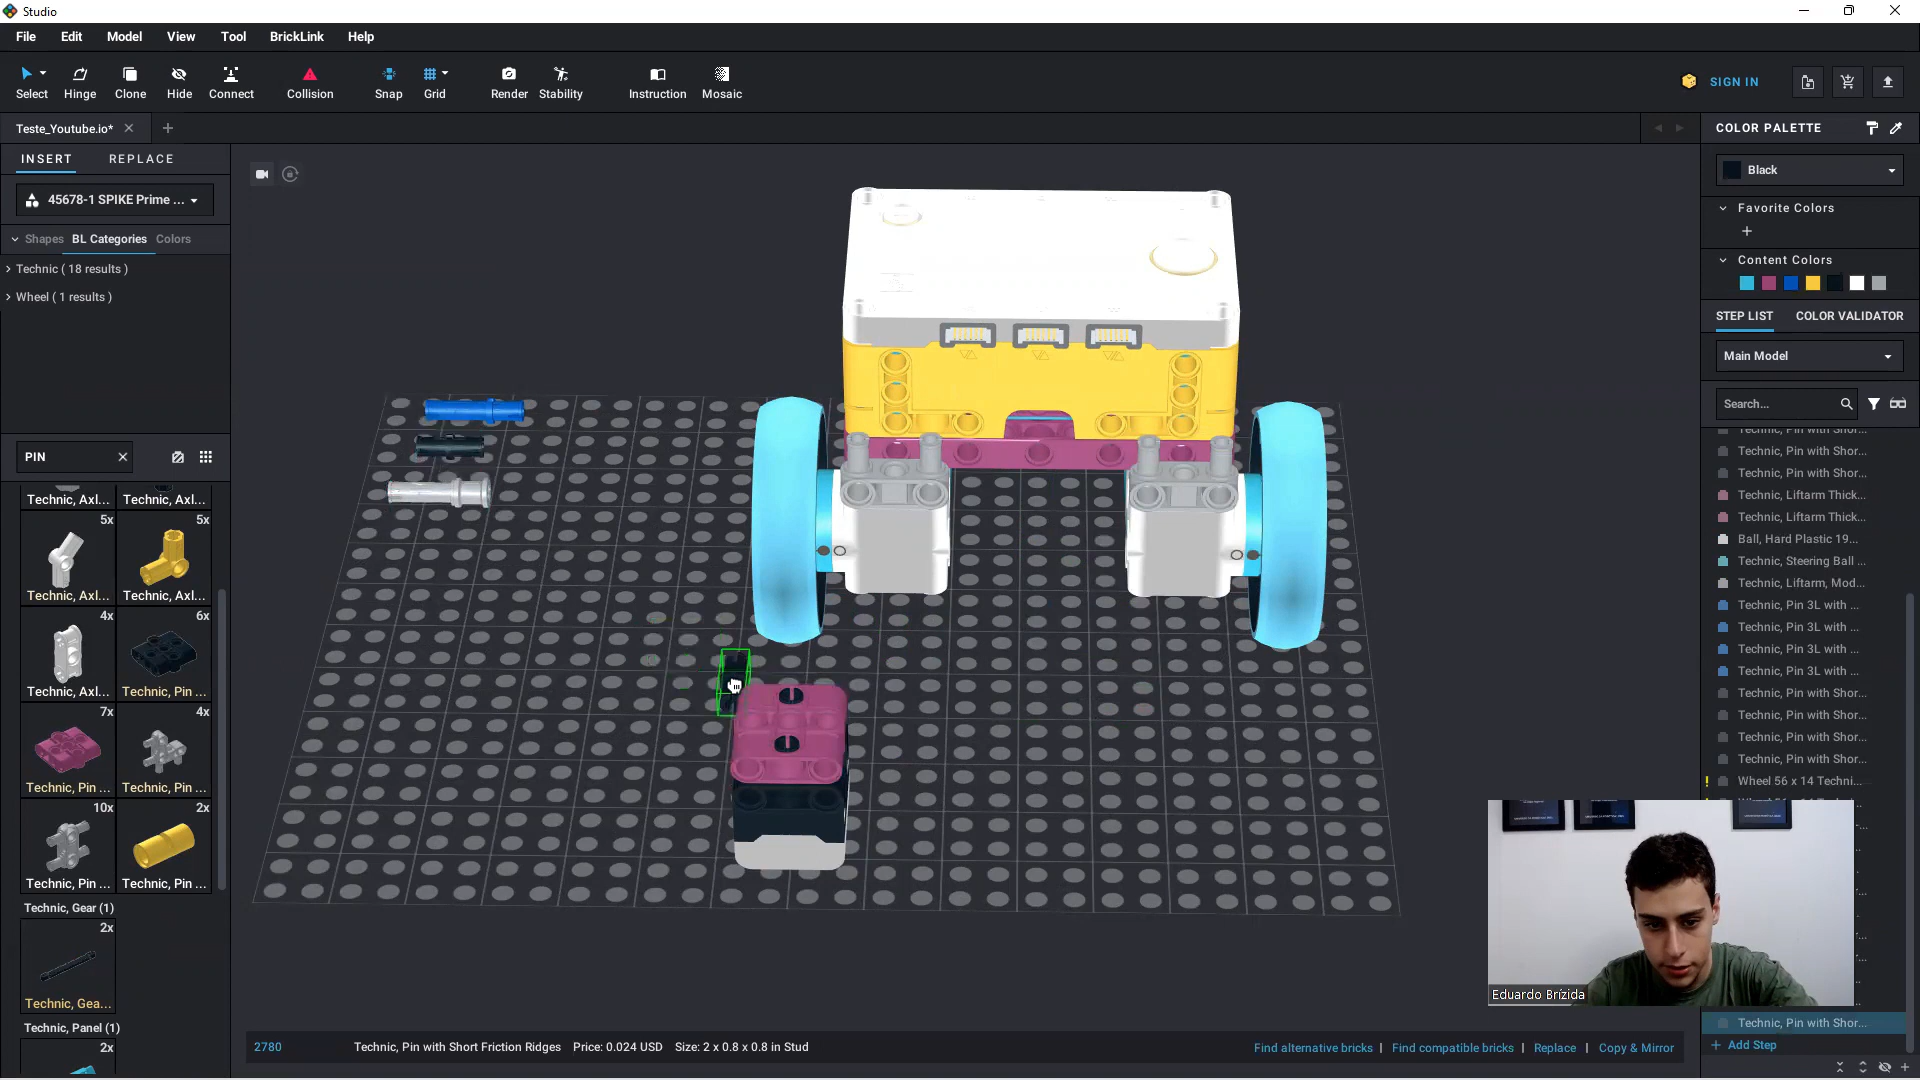 Studio
File Edit Model View Tool BrickLink Help
Select Hinge Clone Hide Connect Collision Snap Grid Render Stability Instruction Mosaic
SIGN IN
Teste_Youtube.io*
INSERT REPLACE
45678-1 SPIKE Prime ...
Shapes BL Categories Colors
Technic ( 18 results )
Wheel ( 1 results )
PIN
Technic, Axl... Technic, Axl...
5x 5x
Technic, Axl... Technic, Axl...
4x 6x
Technic, Axl... Technic, Pin ...
7x 4x
Technic, Pin ... Technic, Pin ...
10x 2x
Technic, Pin ... Technic, Pin ...
Technic, Gear (1)
2x
Technic, Gea...
Technic, Panel (1)
2x
2780 Technic, Pin with Short Friction Ridges Price: 0.024 USD Size: 2 x 0.8 x 0.8 in Stud
Find alternative bricks | Find compatible bricks | Replace | Copy & Mirror
COLOR PALETTE
Black
Favorite Colors
+
Content Colors
STEP LIST COLOR VALIDATOR
Main Model
Search...
Technic, Pin with Shor...
Technic, Pin with Shor...
Technic, Pin with Shor...
Technic, Liftarm Thick...
Technic, Liftarm Thick...
Ball, Hard Plastic 19...
Technic, Steering Ball ...
Technic, Liftarm, Mod...
Technic, Pin 3L with ...
Technic, Pin 3L with ...
Technic, Pin 3L with ...
Technic, Pin 3L with ...
Technic, Pin with Shor...
Technic, Pin with Shor...
Technic, Pin with Shor...
Technic, Pin with Shor...
! Wheel 56 x 14 Techni...
Eduardo Brízida
Technic, Pin with Shor...
+ Add Step